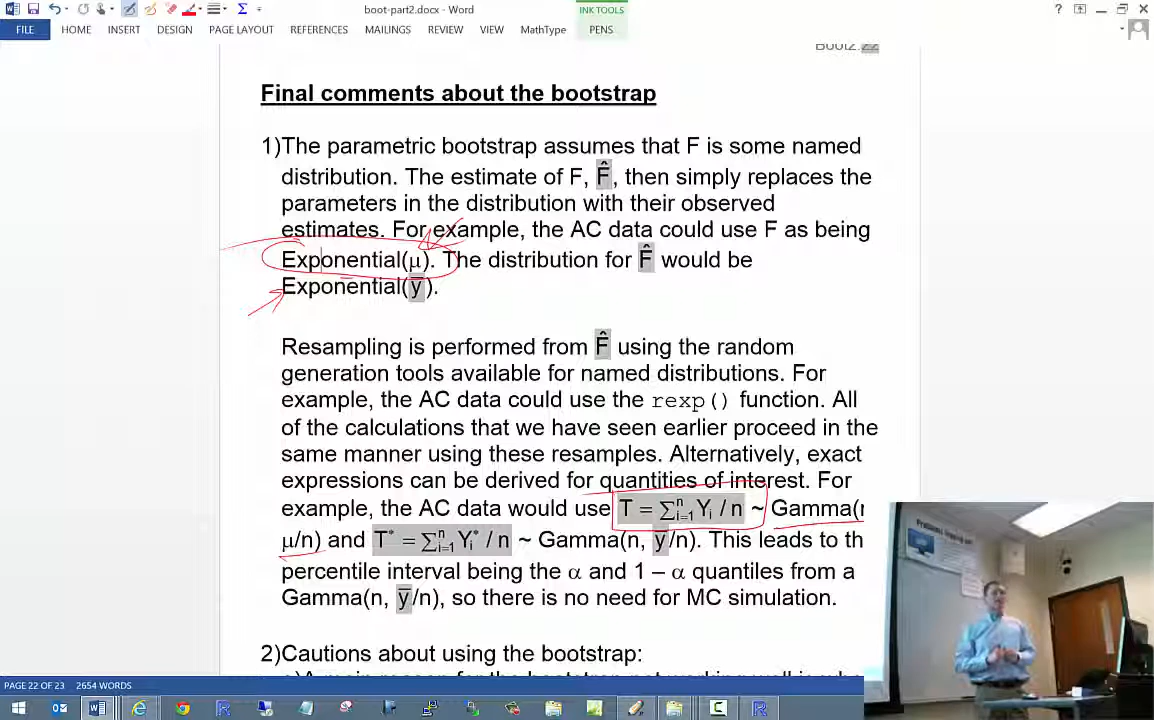 boot-part2.docx - Word
INK TOOLS
FILE HOME INSERT DESIGN PAGE LAYOUT REFERENCES MAILINGS REVIEW VIEW MathType PENS
Boot2.22
Final comments about the bootstrap
1)The parametric bootstrap assumes that F is some named
distribution. The estimate of F, F̂, then simply replaces the
parameters in the distribution with their observed
estimates. For example, the AC data could use F as being
Exponential(μ). The distribution for F̂ would be
Exponential(y̅).
Resampling is performed from F̂ using the random
generation tools available for named distributions. For
example, the AC data could use the rexp() function. All
of the calculations that we have seen earlier proceed in the
same manner using these resamples. Alternatively, exact
expressions can be derived for quantities of interest. For
example, the AC data would use T = ∑ⁿᵢ₌₁ Yᵢ / n ~ Gamma(
μ/n) and T* = ∑ⁿᵢ₌₁ Yᵢ* / n ~ Gamma(n, y̅/n). This leads to th
percentile interval being the α and 1 – α quantiles from a
Gamma(n, y̅/n), so there is no need for MC simulation.
2)Cautions about using the bootstrap:
PAGE 22 OF 23 2654 WORDS